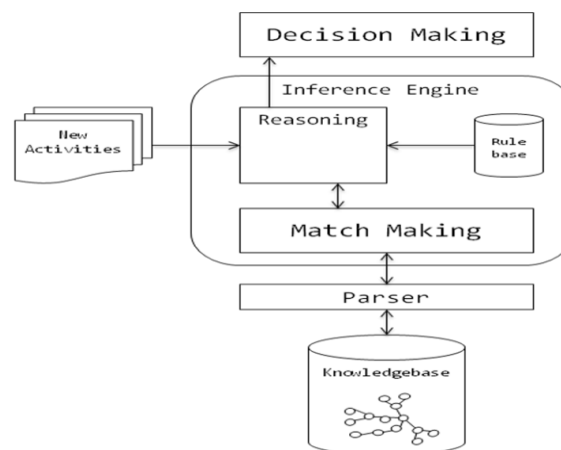 Decision Making
Inference Engine
Reasoning
New
Activities
Rule
base
Match Making
Parser
Knowledgebase